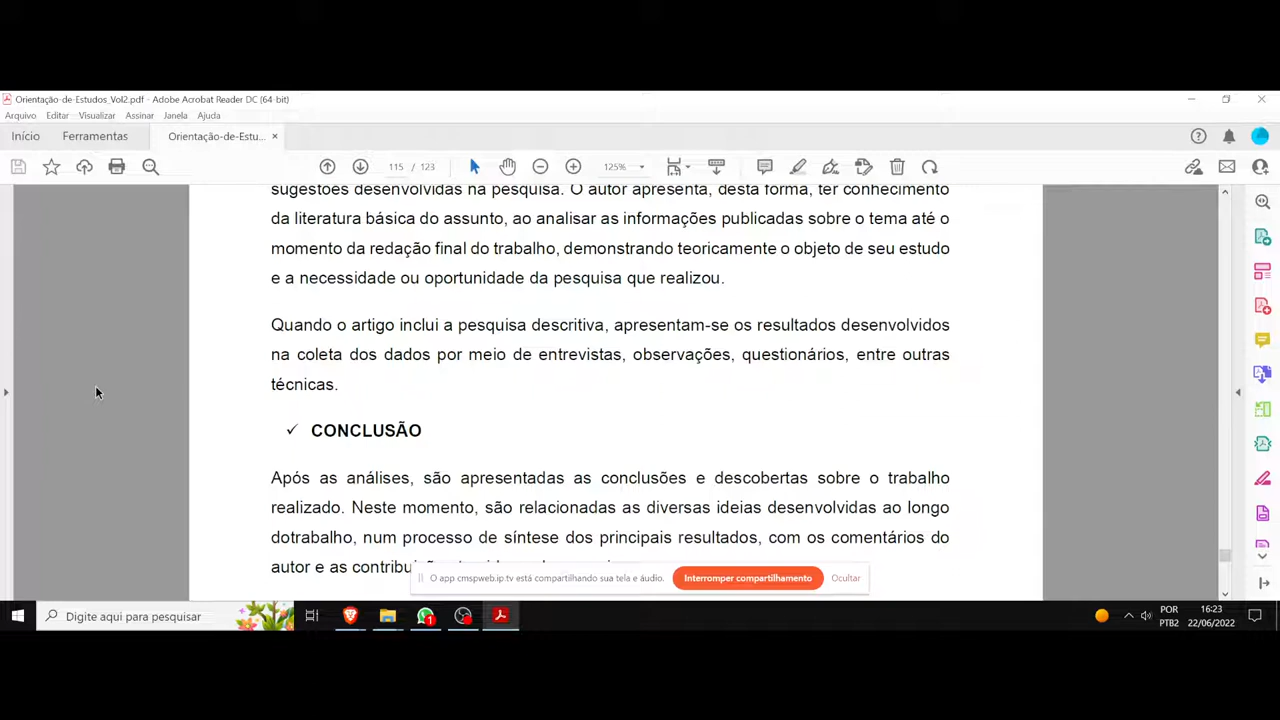 Orientação-de-Estudos_Vol2.pdf - Adobe Acrobat Reader DC (64-bit)
Arquivo Editar Visualizar Assinar Janela Ajuda
Início Ferramentas Orientação-de-Estu... ×
115 / 123 125%
sugestões desenvolvidas na pesquisa. O autor apresenta, desta forma, ter conhecimento
da literatura básica do assunto, ao analisar as informações publicadas sobre o tema até o
momento da redação final do trabalho, demonstrando teoricamente o objeto de seu estudo
e a necessidade ou oportunidade da pesquisa que realizou.
Quando o artigo inclui a pesquisa descritiva, apresentam-se os resultados desenvolvidos
na coleta dos dados por meio de entrevistas, observações, questionários, entre outras
técnicas.
✓ CONCLUSÃO
Após as análises, são apresentadas as conclusões e descobertas sobre o trabalho
realizado. Neste momento, são relacionadas as diversas ideias desenvolvidas ao longo
dotrabalho, num processo de síntese dos principais resultados, com os comentários do
autor e as
O app cmspweb.ip.tv está compartilhando sua tela e áudio. Interromper compartilhamento Ocultar
Digite aqui para pesquisar
1
POR 16:23
PTB2 22/06/2022